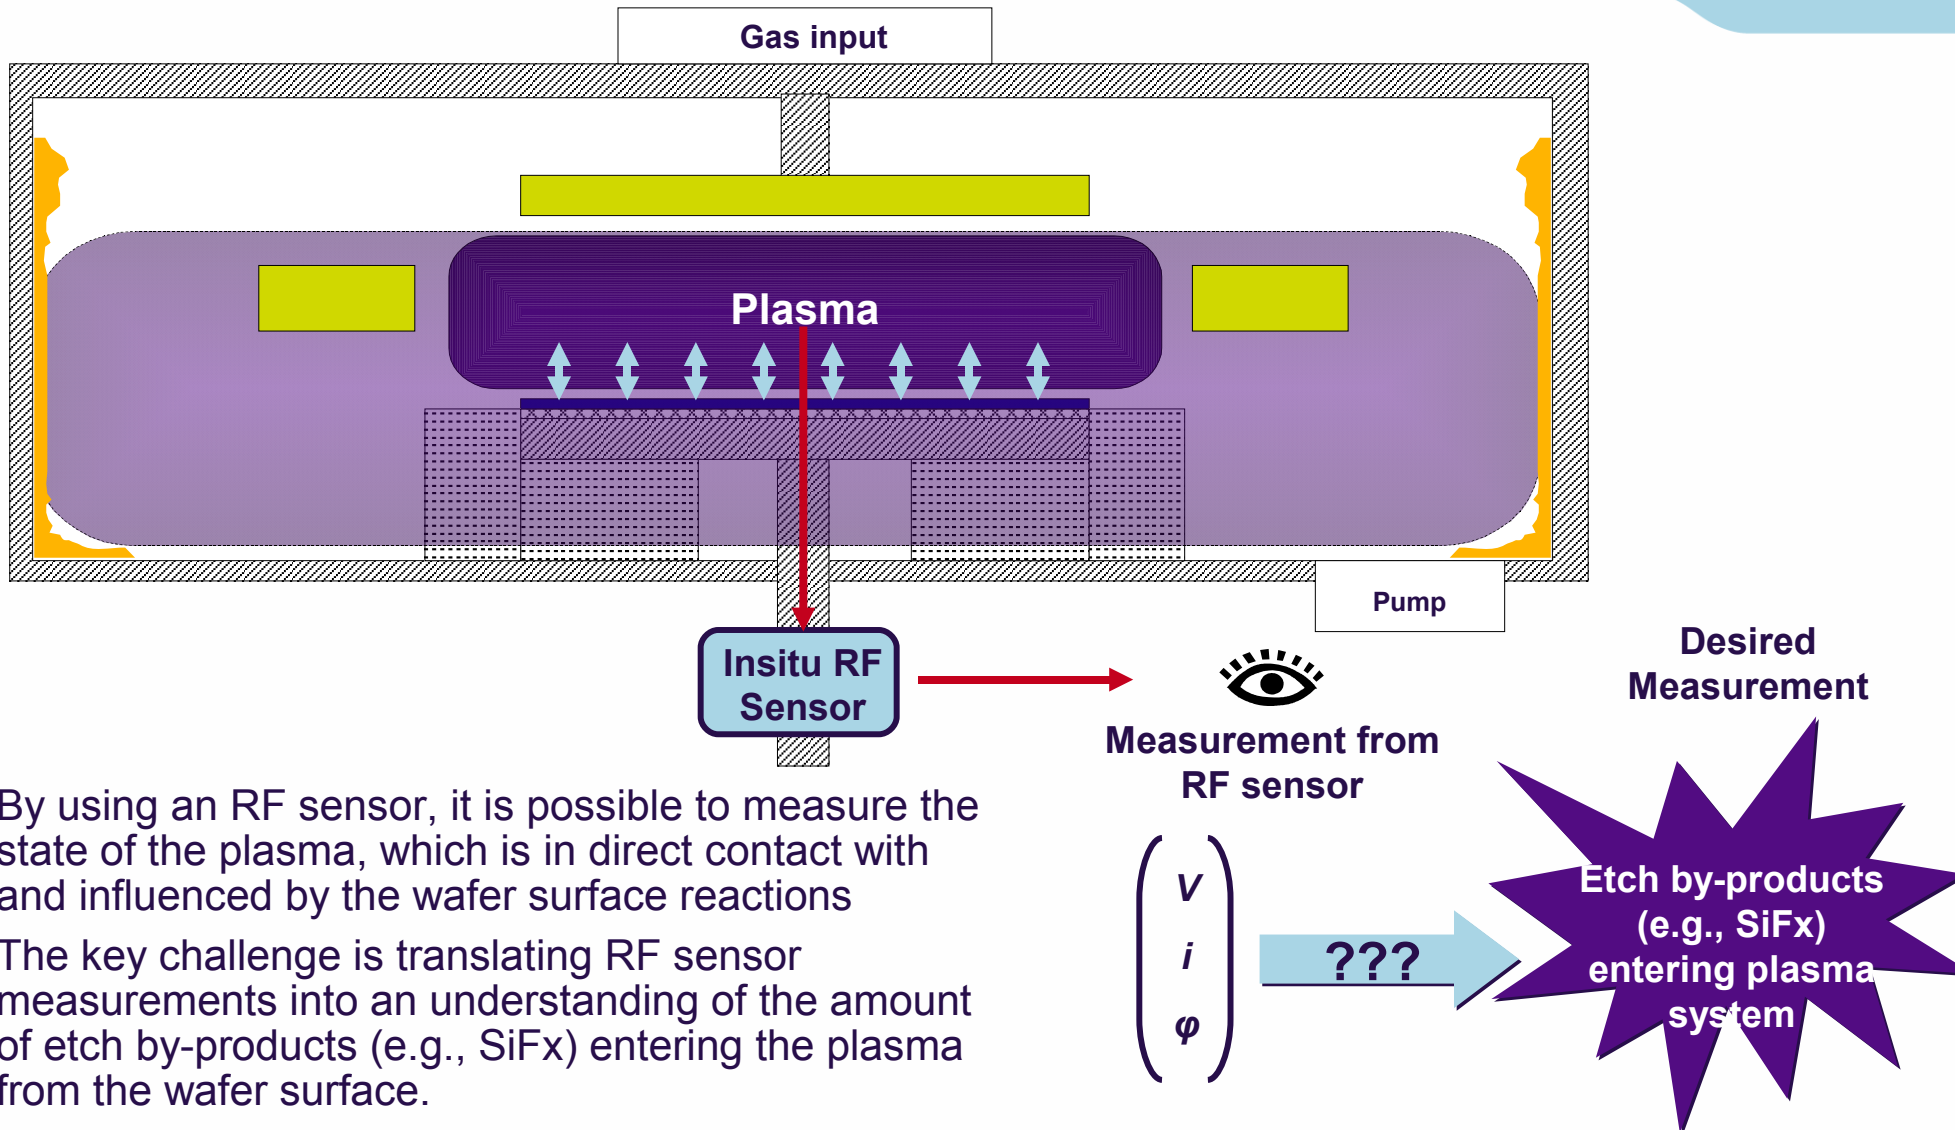 Gas input
Plasma
Pump
Insitu RF
Sensor
Measurement from
RF sensor
Desired
Measurement
By using an RF sensor, it is possible to measure the
state of the plasma, which is in direct contact with
and influenced by the wafer surface reactions
The key challenge is translating RF sensor
measurements into an understanding of the amount
of etch by-products (e.g., SiFx) entering the plasma
from the wafer surface.
V
i
φ
???
Etch by-products
(e.g., SiFx)
entering plasma
system